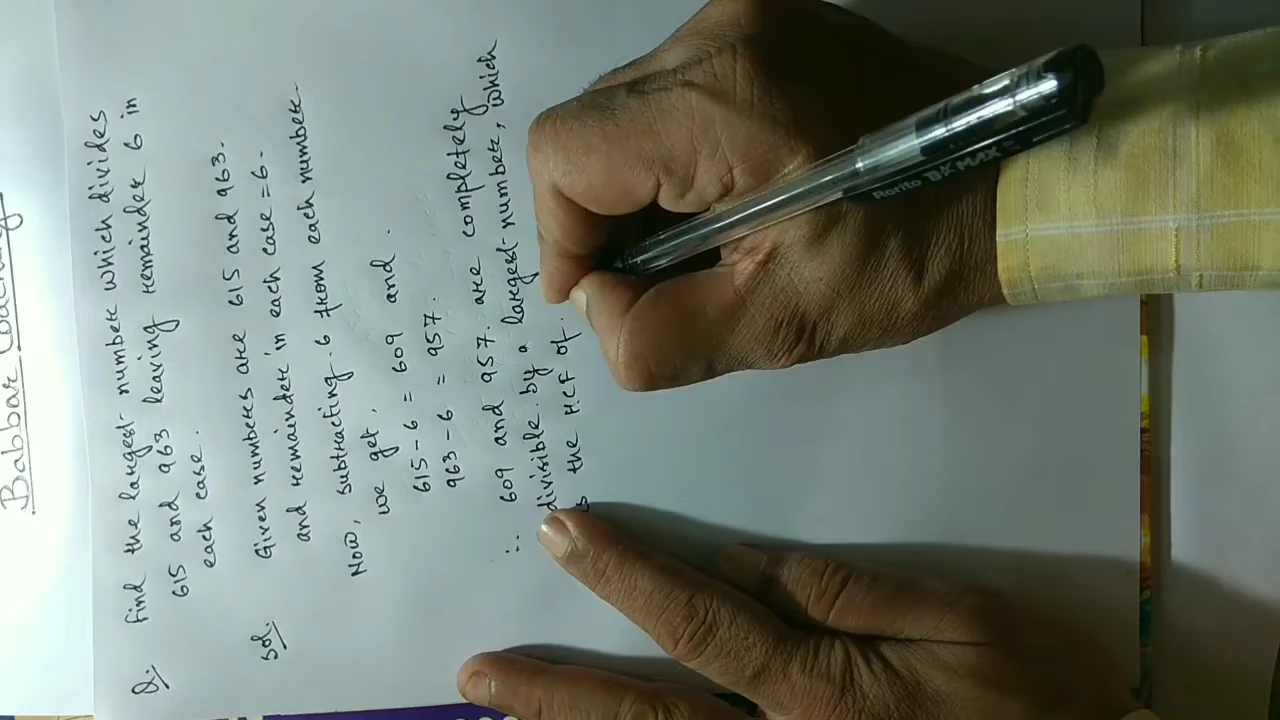 Babbar Coaching
Q. Find the largest number which divides
615 and 963 leaving remainder 6 in
each case.
Sol. Given numbers are 615 and 963.
and remainder in each case = 6.
Now, subtracting 6 from each number.
we get,
615 - 6 = 609 and.
963 - 6 = 957.
∴ 609 and 957. are completely
divisible by a largest number, which
the H.C.F of.
Rorito BK MAX